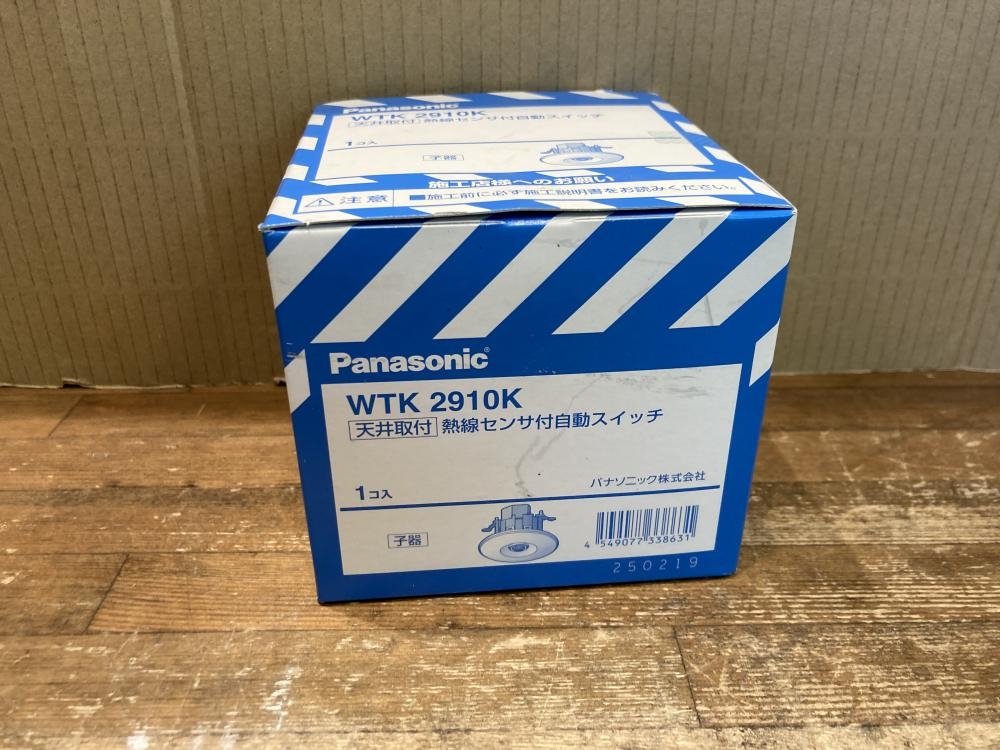 Panasonic
WTK 2910K
天井取付 熱線センサ付自動スイッチ
1コ入
子器
施工店様へのお願い
⚠注意 ■施工前に必ず施工説明書をお読みください。
Panasonic®
WTK 2910K
天井取付 熱線センサ付自動スイッチ
パナソニック株式会社
1コ入
子器
4 549077 338631
250219